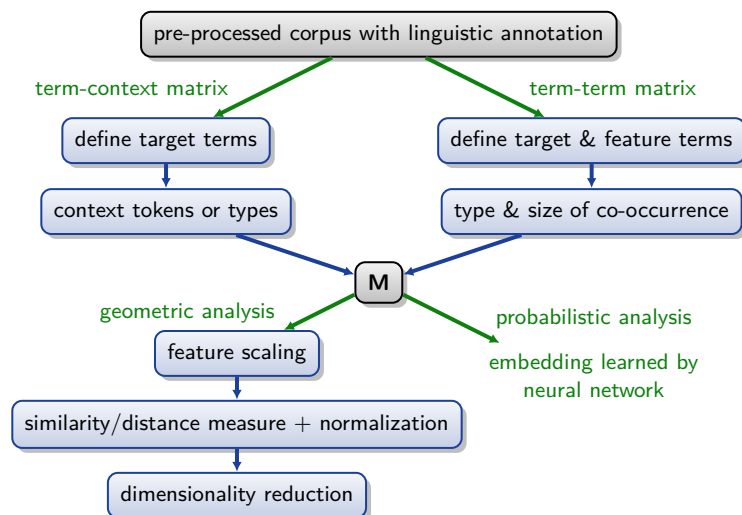 pre-processed corpus with linguistic annotation
term-context matrix
term-term matrix
define target terms
define target & feature terms
context tokens or types
type & size of co-occurrence
M
geometric analysis
probabilistic analysis
feature scaling
embedding learned by
neural network
similarity/distance measure + normalization
dimensionality reduction